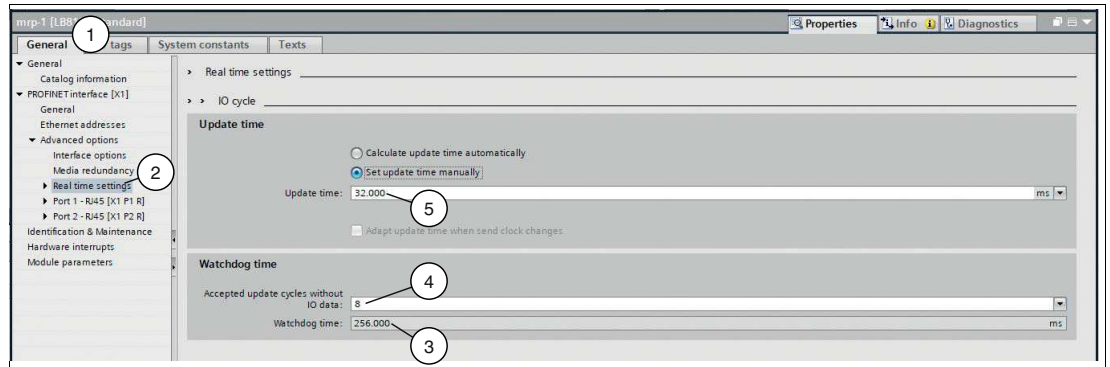 mrp-1 [LB81 andard]
Properties Info Diagnostics
1
General tags System constants Texts
General
Catalog information
PROFINET interface [X1]
General
Ethernet addresses
Advanced options
Interface options
Media redundancy
2
Real time settings
Port 1 - RJ45 [X1 P1 R]
Port 2 - RJ45 [X1 P2 R]
Identification & Maintenance
Hardware interrupts
Module parameters
Real time settings
IO cycle
Update time
Calculate update time automatically
Set update time manually
Update time: 32.000 ms
5
Adapt update time when send clock changes
Watchdog time
4
Accepted update cycles without
IO data: 8
Watchdog time: 256.000 ms
3